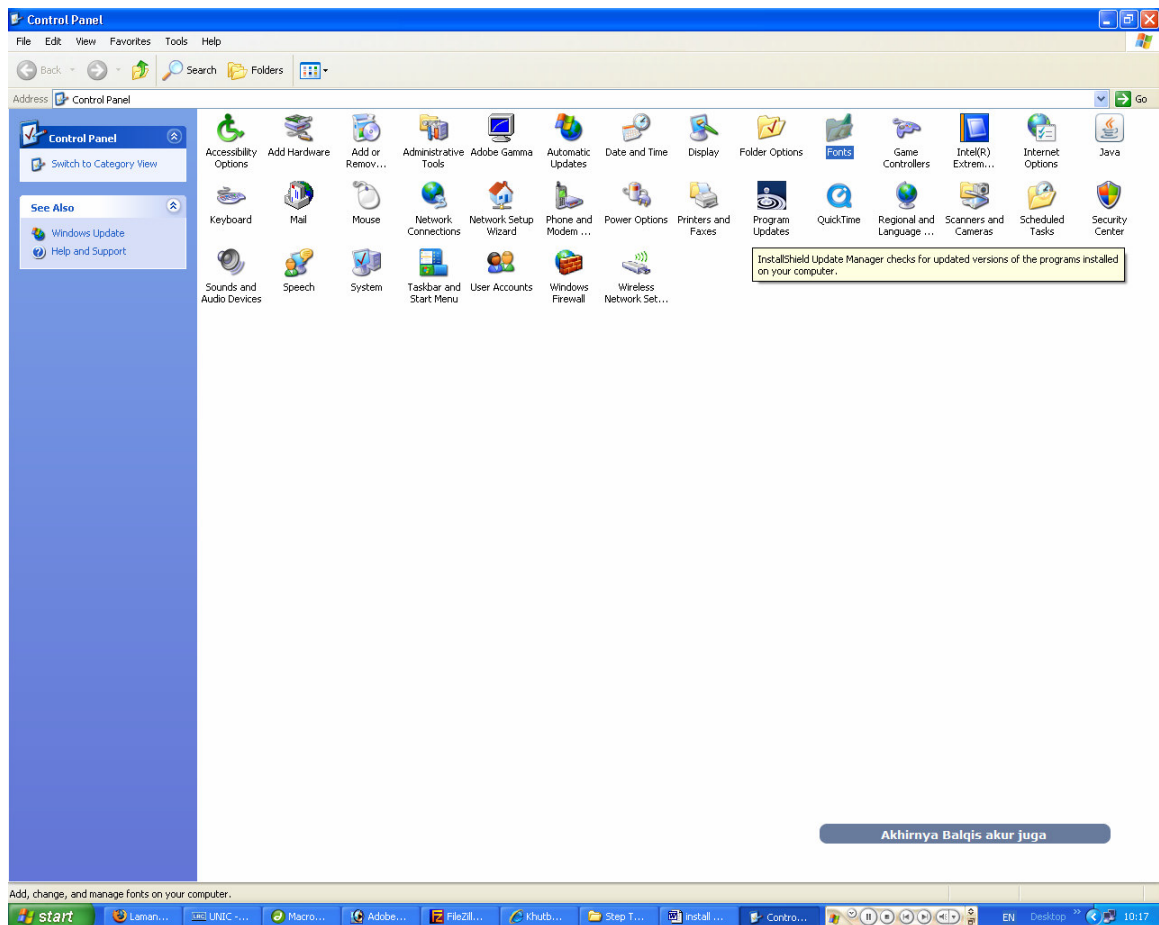 Control Panel
File Edit View Favorites Tools Help
Back Search Folders
Address Control Panel Go
Control Panel
Switch to Category View
See Also
Windows Update
Help and Support
Accessibility Options
Add Hardware
Add or Remov...
Administrative Tools
Adobe Gamma
Automatic Updates
Date and Time
Display
Folder Options
Fonts
Game Controllers
Intel(R) Extrem...
Internet Options
Java
Keyboard
Mail
Mouse
Network Connections
Network Setup Wizard
Phone and Modem ...
Power Options
Printers and Faxes
Program Updates
QuickTime
Regional and Language ...
Scanners and Cameras
Scheduled Tasks
Security Center
InstallShield Update Manager checks for updated versions of the programs installed
on your computer.
Sounds and Audio Devices
Speech
System
Taskbar and Start Menu
User Accounts
Windows Firewall
Wireless Network Set...
Akhirnya Balqis akur juga
Add, change, and manage fonts on your computer.
start Laman... UNIC -... Macro... Adobe... FileZill... Khutb... Step T... install ... Contro... EN Desktop 10:17